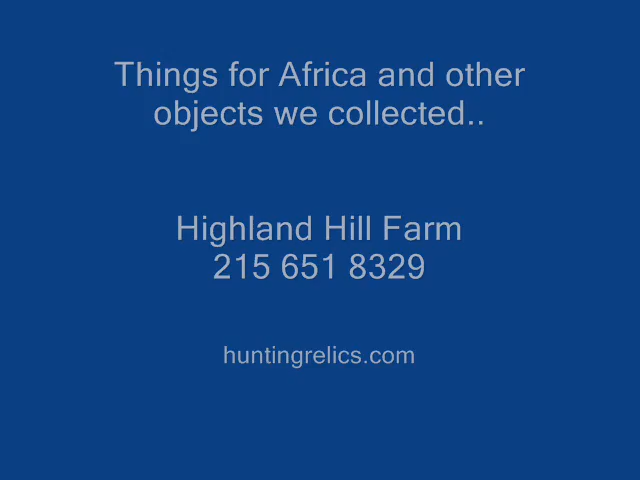 Things for Africa and other
objects we collected..
Highland Hill Farm
215 651 8329
huntingrelics.com